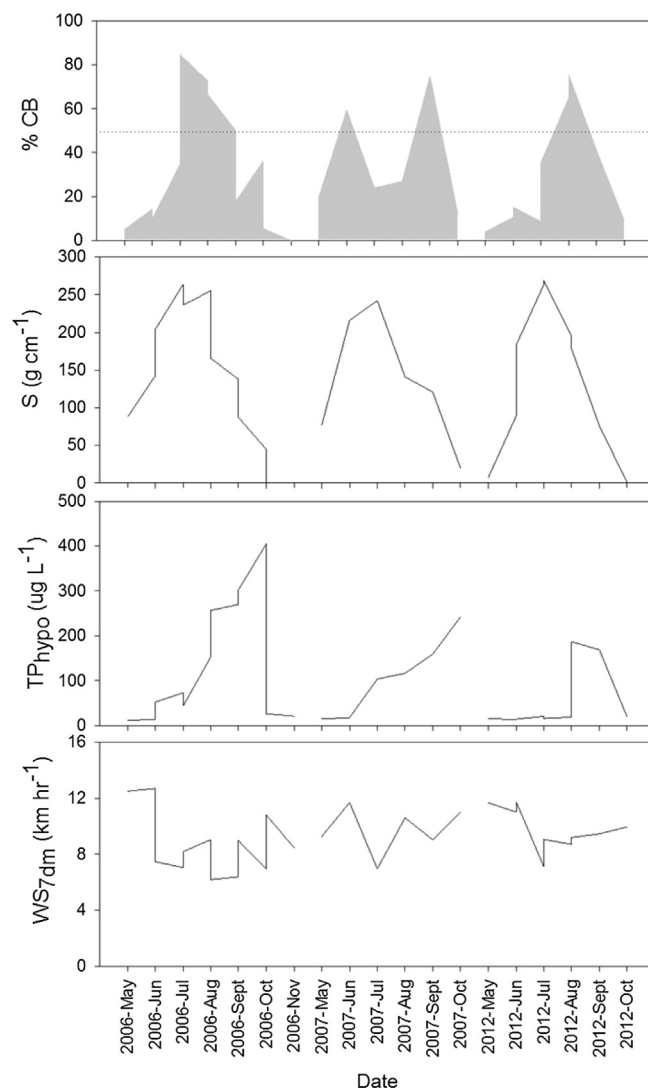 100
80
60
40
20
0
% CB
300
250
200
150
100
50
0
S (g cm⁻¹)
500
400
300
200
100
0
TPhypo (ug L⁻¹)
16
12
8
4
0
WS7dm (km hr⁻¹)
2006-May
2006-Jun
2006-Jul
2006-Aug
2006-Sept
2006-Oct
2006-Nov
2007-May
2007-Jun
2007-Jul
2007-Aug
2007-Sept
2007-Oct
2012-May
2012-Jun
2012-Jul
2012-Aug
2012-Sept
2012-Oct
Date